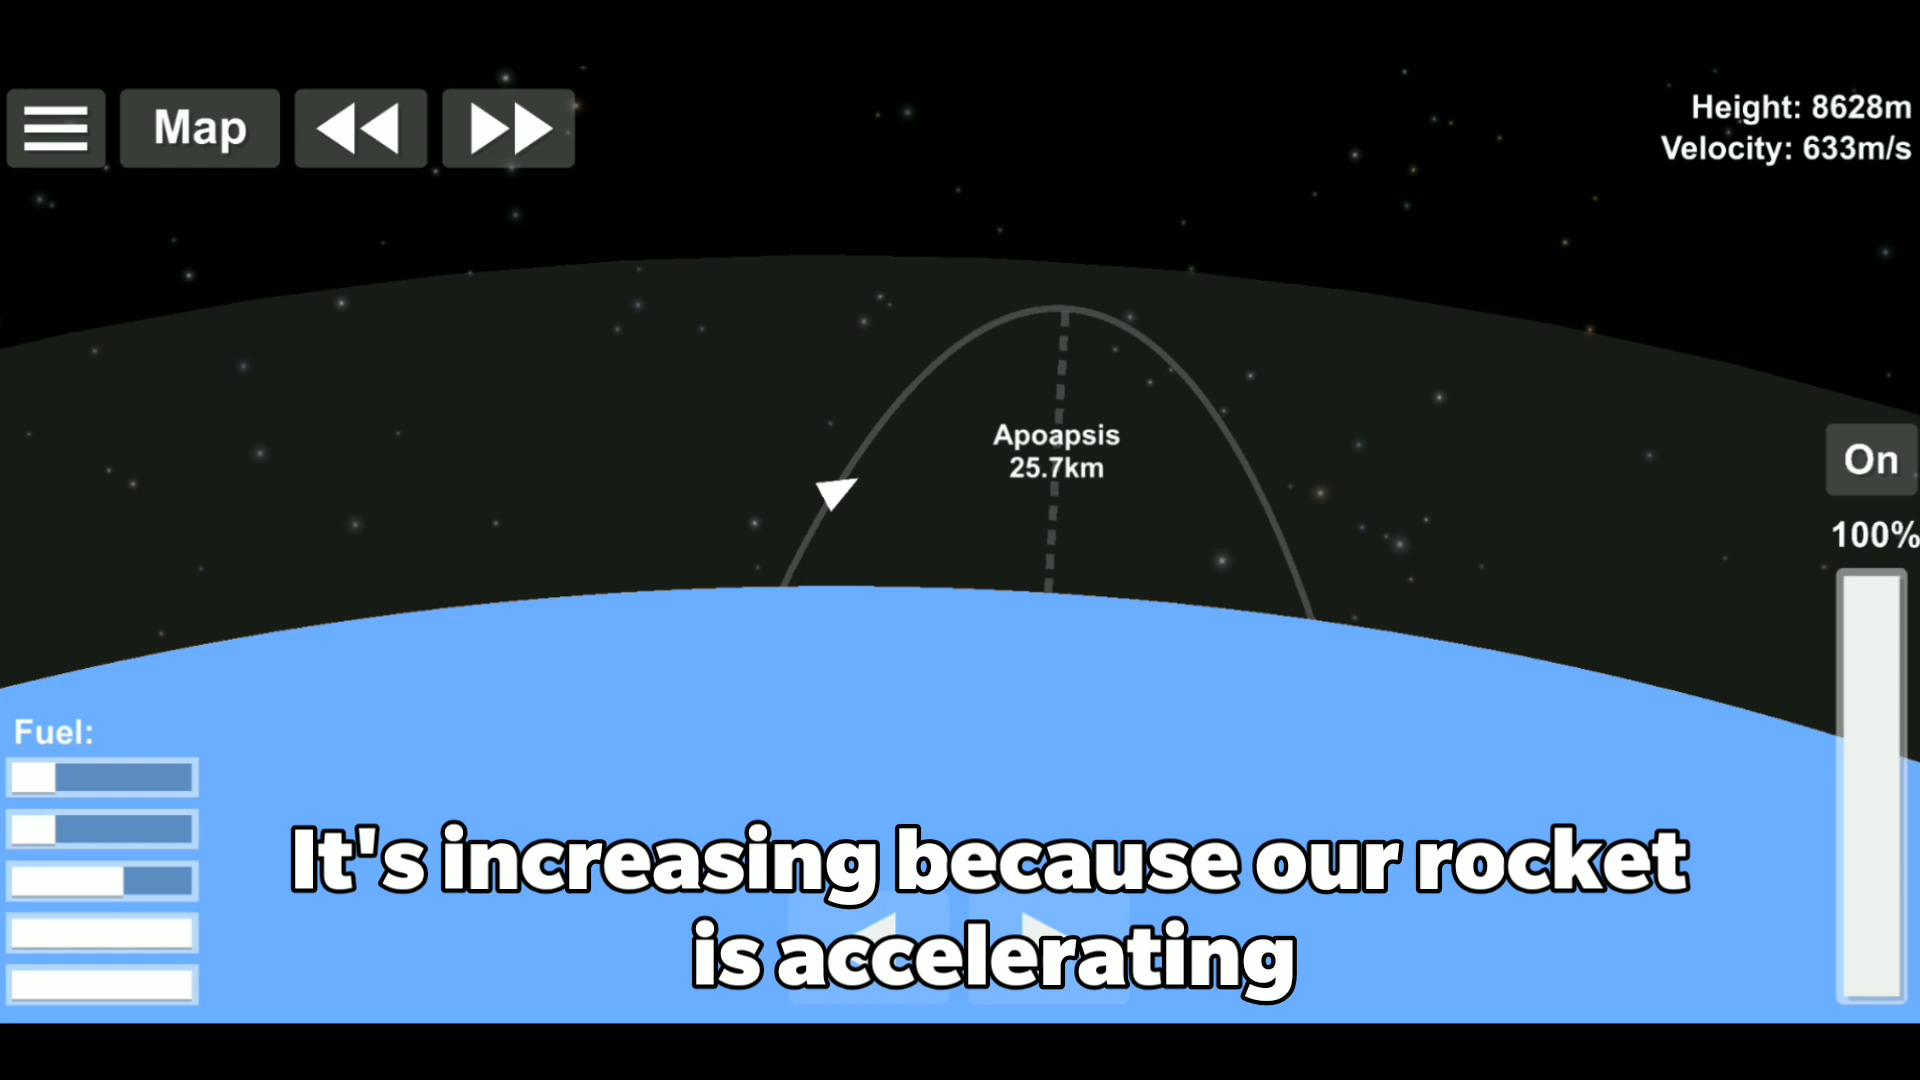 Map
Height: 8628m
Velocity: 633m/s
Apoapsis
25.7km
On
100%
Fuel:
It's increasing because our rocket
is accelerating